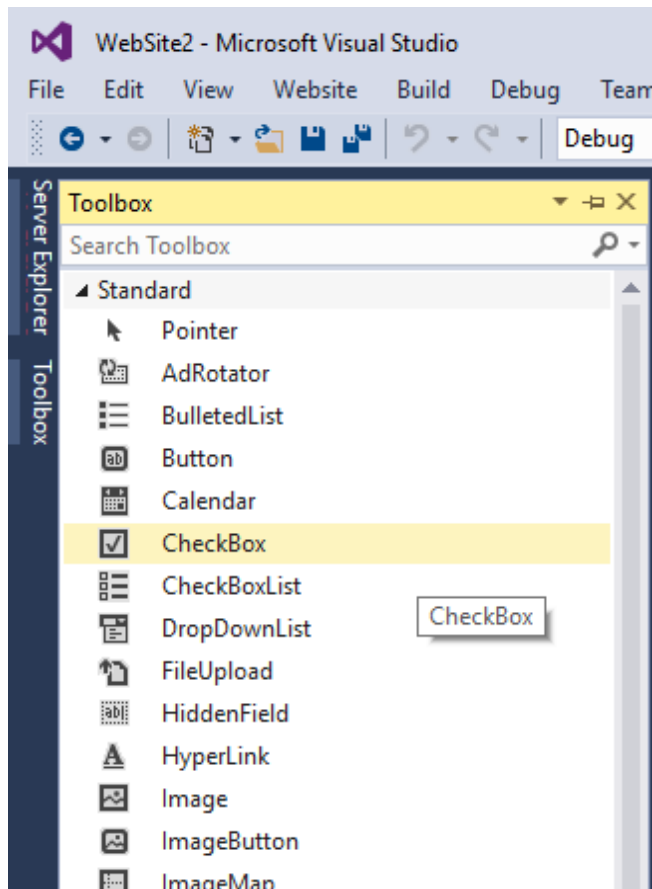 WebSite2 - Microsoft Visual Studio
File Edit View Website Build Debug Team
Debug
Server Explorer
Toolbox
Toolbox
Search Toolbox
Standard
Pointer
AdRotator
BulletedList
Button
Calendar
CheckBox
CheckBoxList
CheckBox
DropDownList
FileUpload
HiddenField
HyperLink
Image
ImageButton
ImageMap